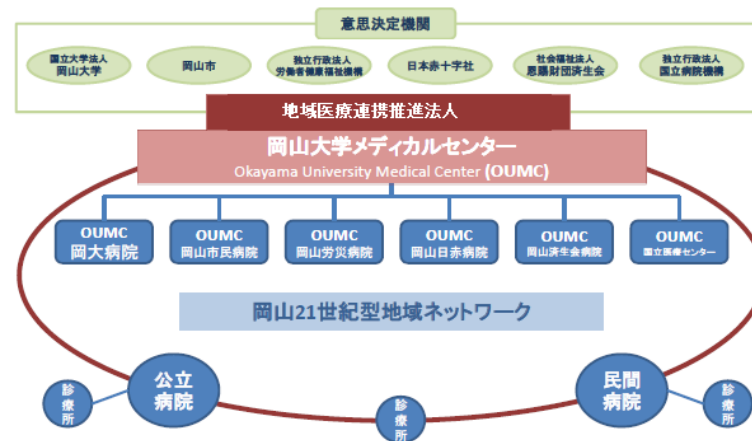 意思決定機関
国立大学法人
岡山大学
岡山市
独立行政法人
労働者健康福祉機構
日本赤十字社
社会福祉法人
恩賜財団済生会
独立行政法人
国立病院機構
地域医療連携推進法人
岡山大学メディカルセンター
Okayama University Medical Center (OUMC)
OUMC
岡大病院
OUMC
岡山市民病院
OUMC
岡山労災病院
OUMC
岡山日赤病院
OUMC
岡山済生会病院
OUMC
国立医療センター
岡山21世紀型地域ネットワーク
公立
病院
民間
病院
診
療
所
診
療
所
診
療
所